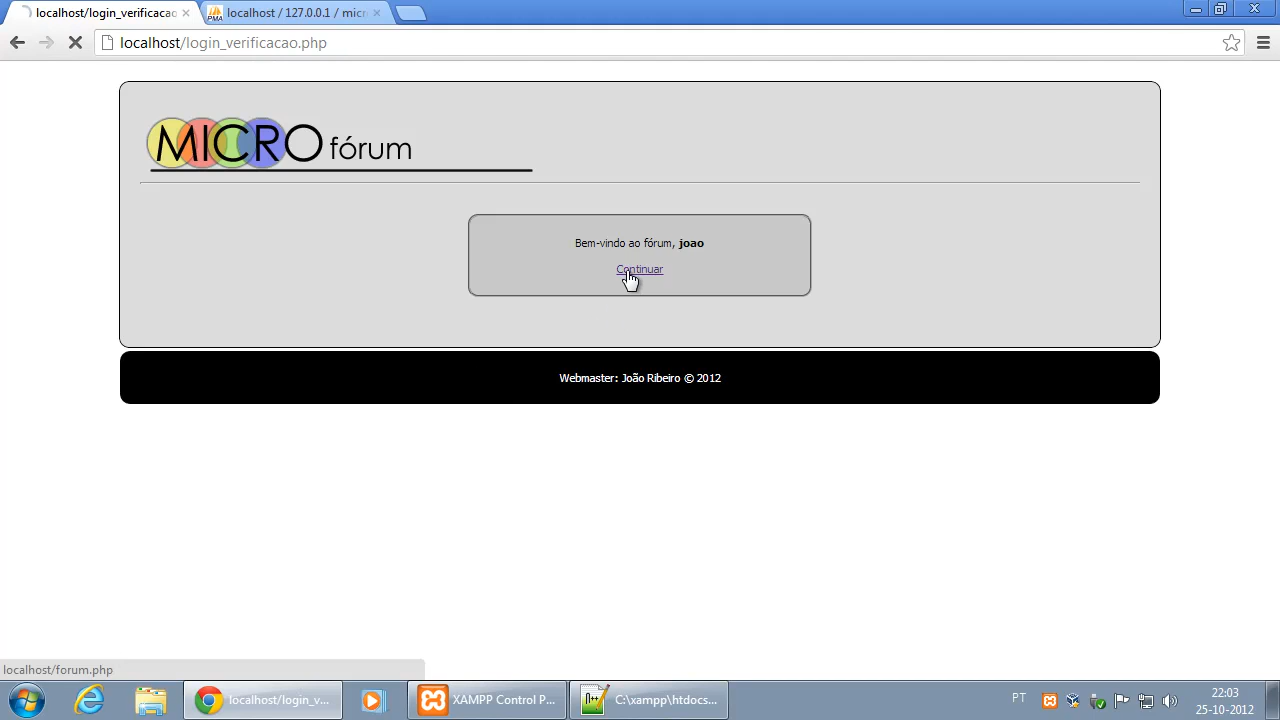 localhost/login_verificacao
localhost / 127.0.0.1 / micr
localhost/login_verificacao.php
MICRO fórum
Bem-vindo ao fórum, joao
Continuar
Webmaster: João Ribeiro © 2012
localhost/forum.php
localhost/login_v...
XAMPP Control P...
C:\xampp\htdocs...
PT
22:03
25-10-2012